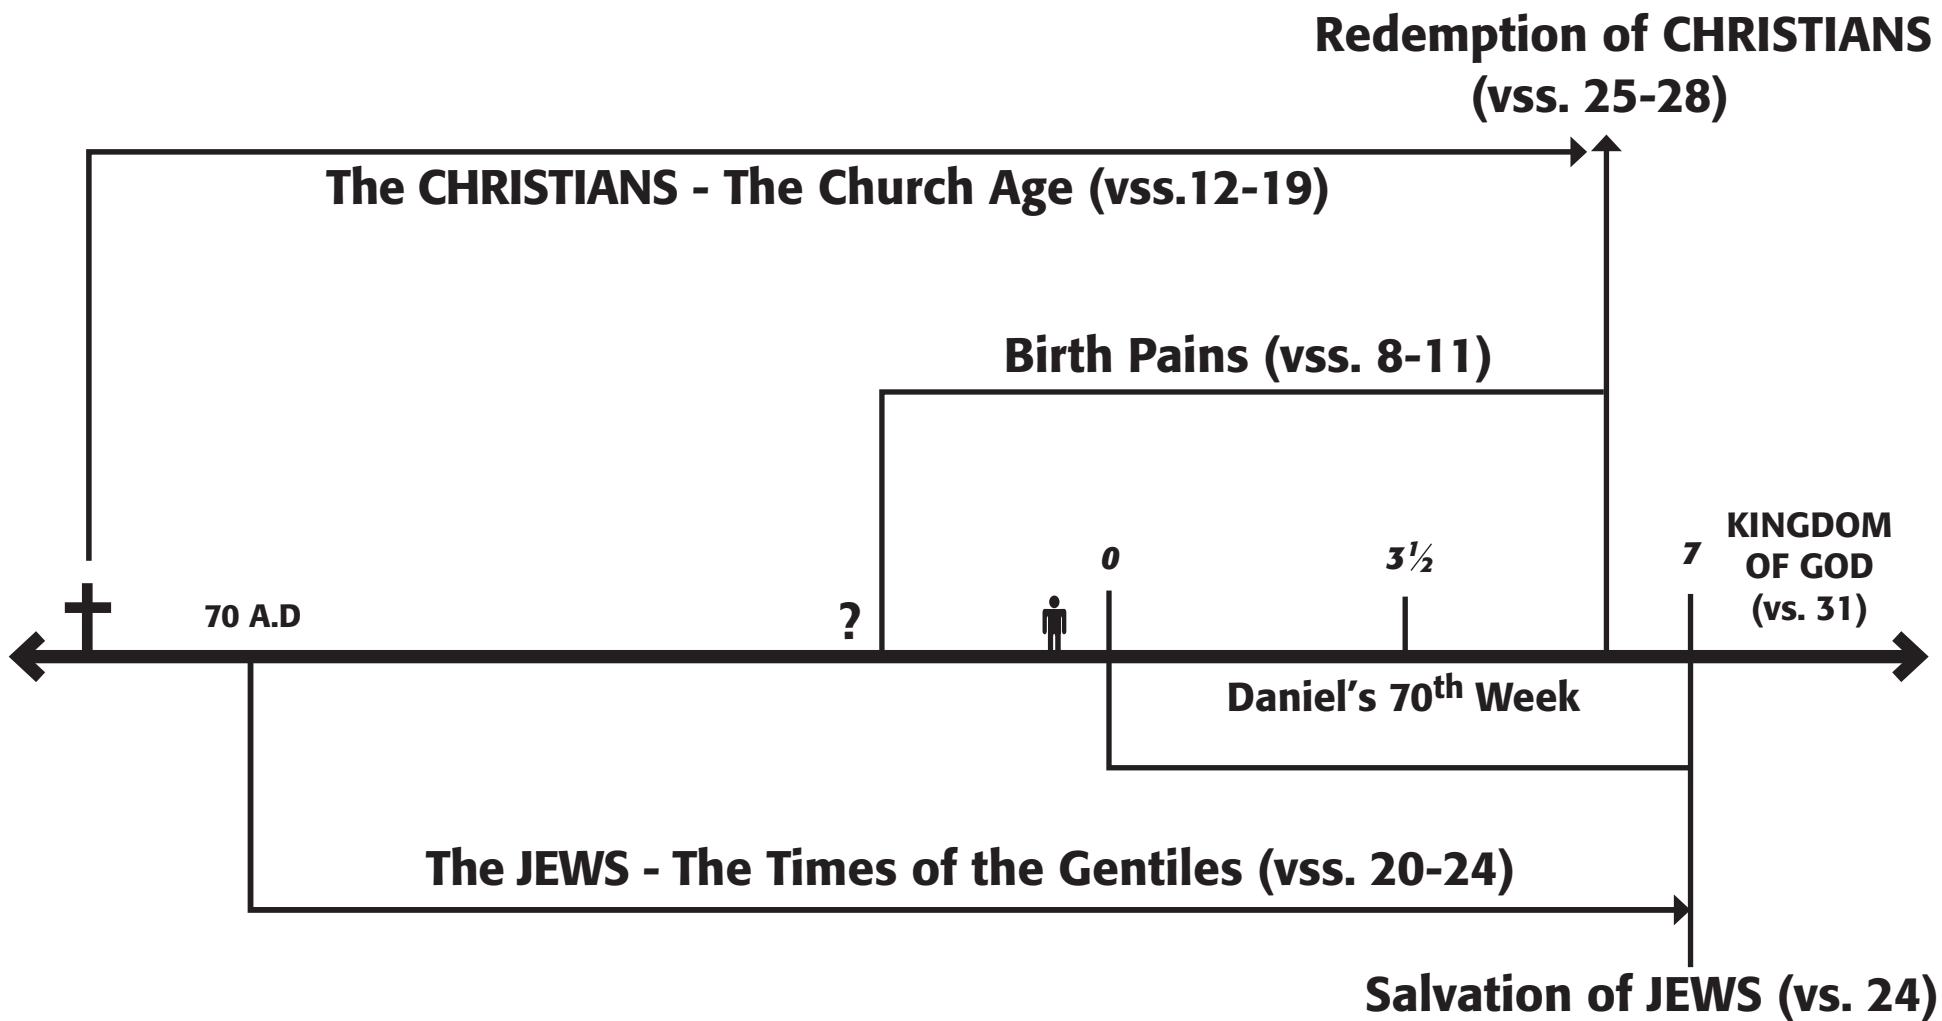 Redemption of CHRISTIANS
(vss. 25-28)
The CHRISTIANS - The Church Age (vss.12-19)
Birth Pains (vss. 8-11)
0
3½
7
KINGDOM
OF GOD
(vs. 31)
70 A.D
?
Daniel’s 70th Week
The JEWS - The Times of the Gentiles (vss. 20-24)
Salvation of JEWS (vs. 24)